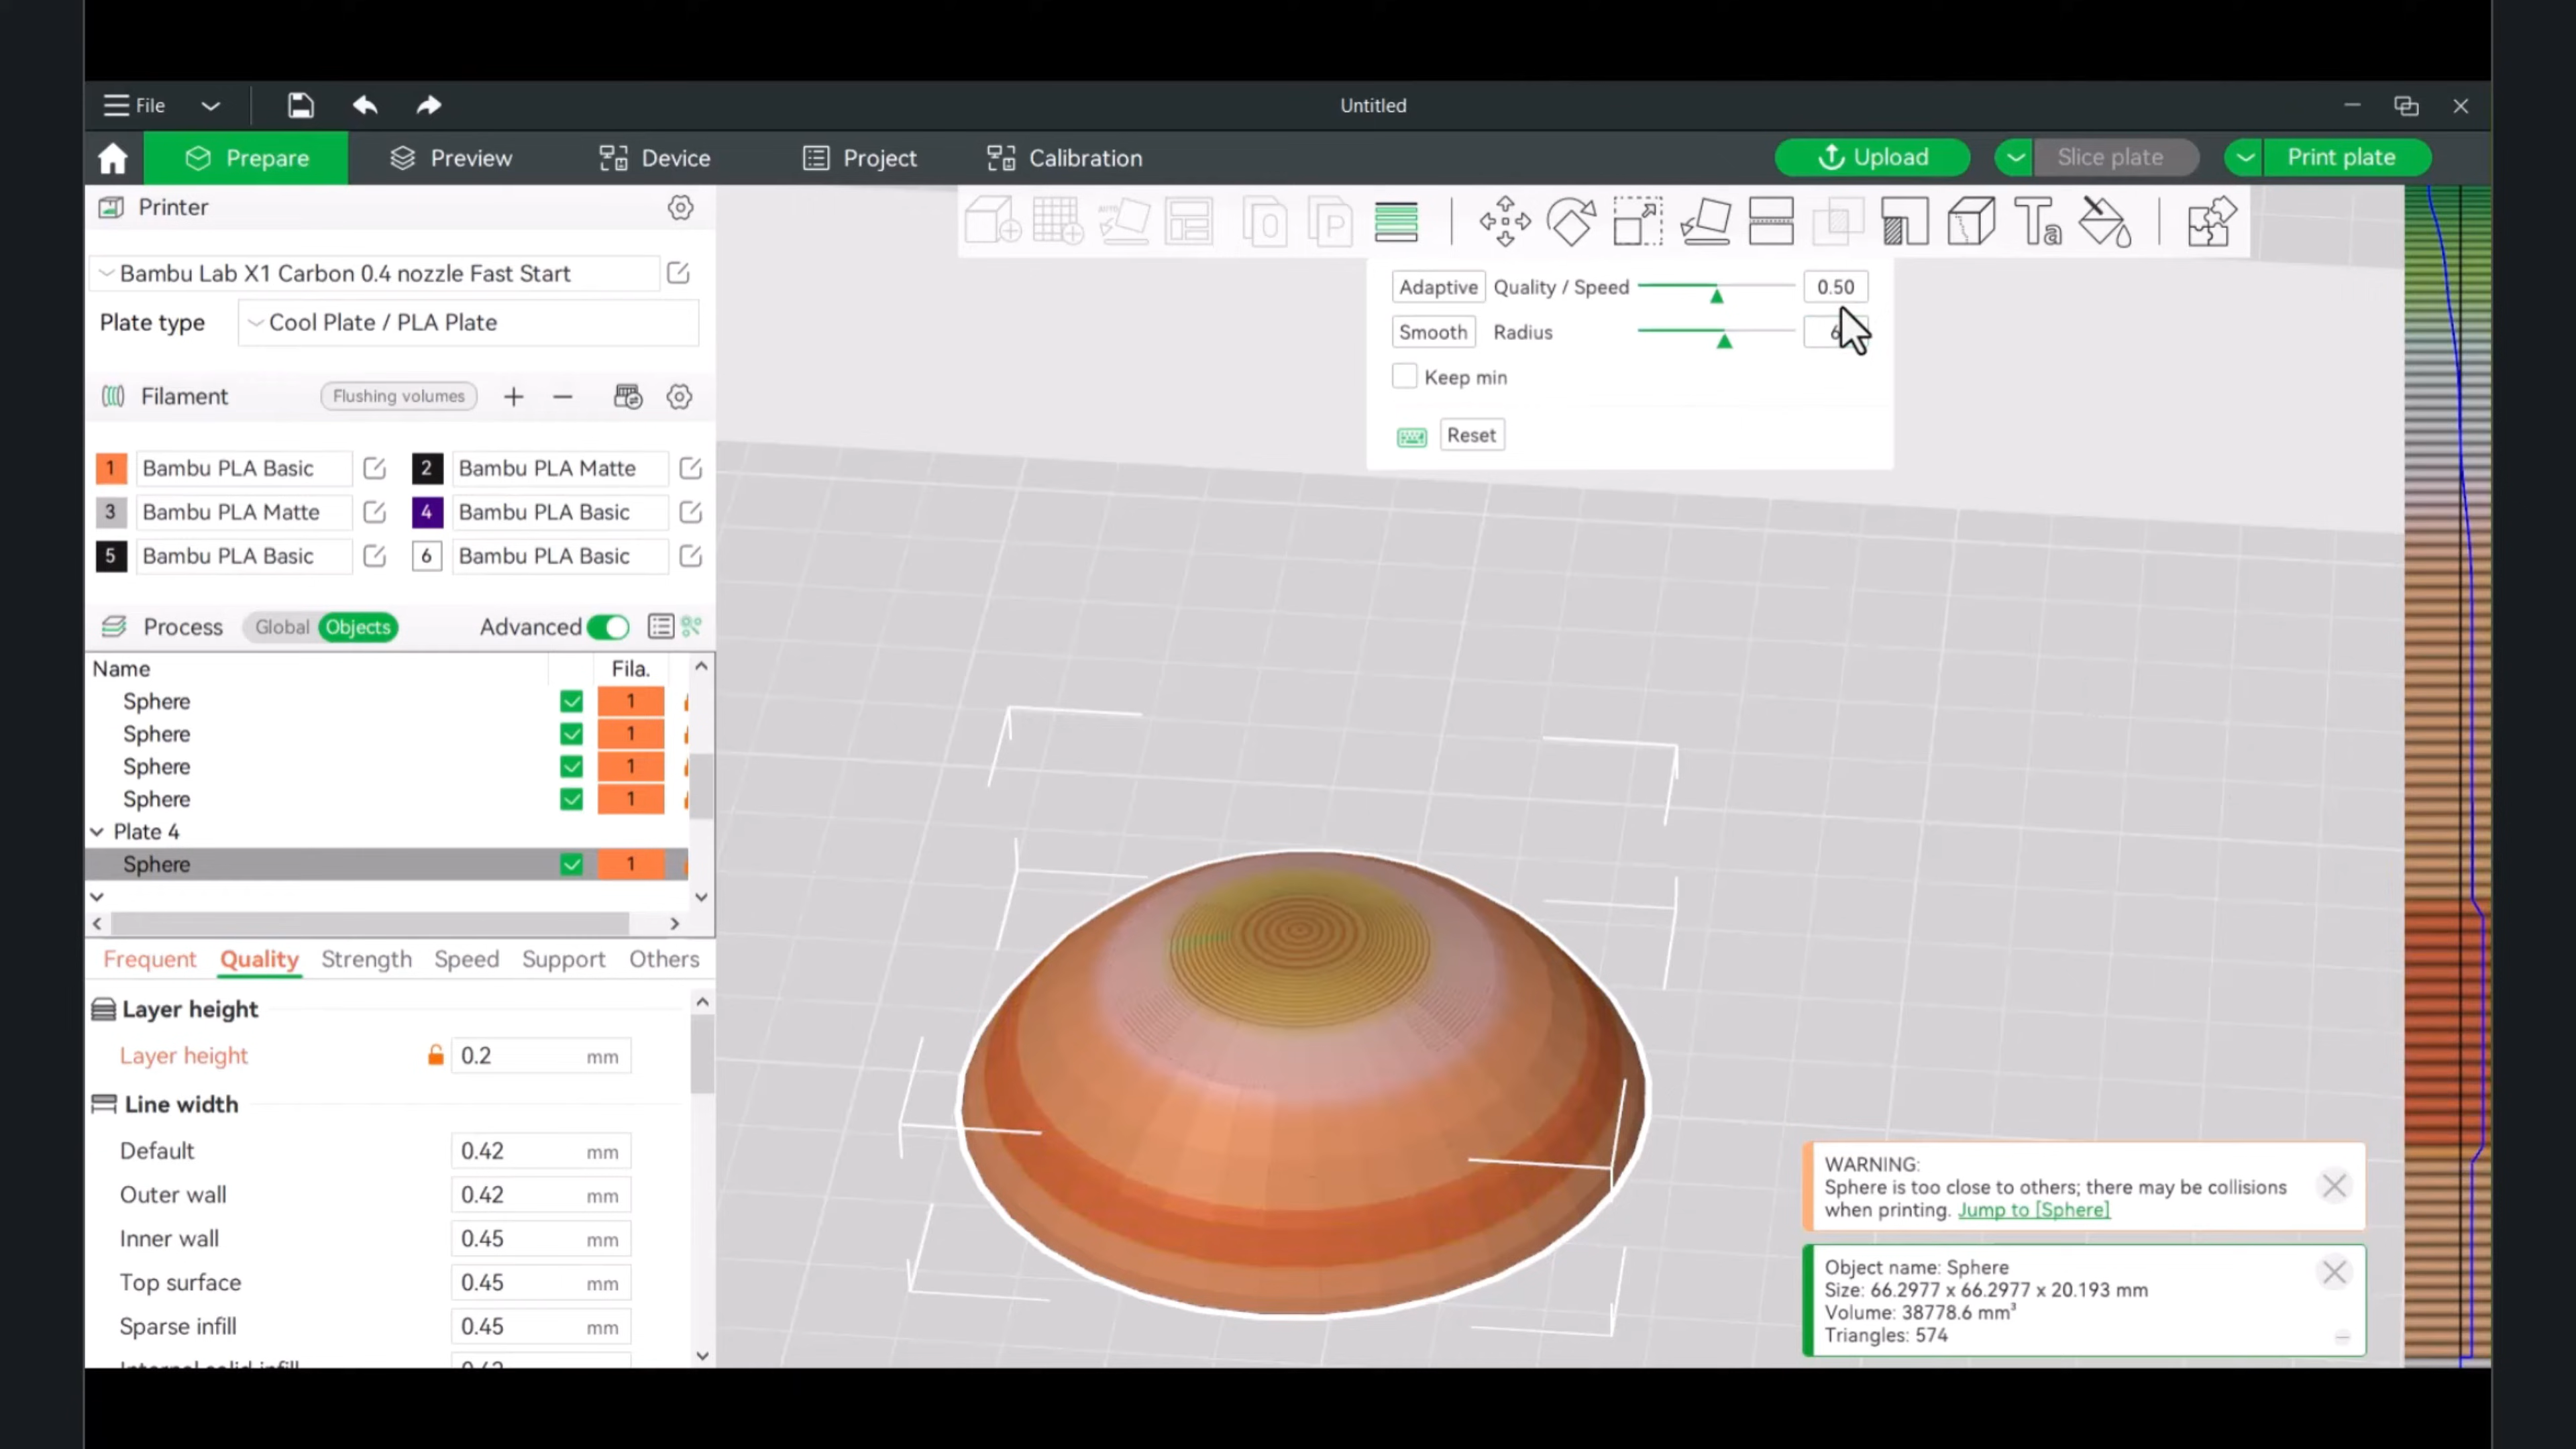 File
Untitled
Prepare
Preview
Device
Project
Calibration
Upload
Slice plate
Print plate
Printer
Bambu Lab X1 Carbon 0.4 nozzle Fast Start
Plate type
Cool Plate / PLA Plate
Filament
Flushing volumes
1 Bambu PLA Basic
2 Bambu PLA Matte
3 Bambu PLA Matte
4 Bambu PLA Basic
5 Bambu PLA Basic
6 Bambu PLA Basic
Process
Global
Objects
Advanced
Name Fila.
Sphere 1
Sphere 1
Sphere 1
Sphere 1
Plate 4
Sphere 1
Frequent
Quality
Strength
Speed
Support
Others
Layer height
Layer height 0.2 mm
Line width
Default 0.42 mm
Outer wall 0.42 mm
Inner wall 0.45 mm
Top surface 0.45 mm
Sparse infill 0.45 mm
AUTO
Adaptive Quality / Speed 0.50
Smooth Radius
Keep min
Reset
WARNING:
Sphere is too close to others; there may be collisions
when printing. Jump to [Sphere]
Object name: Sphere
Size: 66.2977 x 66.2977 x 20.193 mm
Volume: 38778.6 mm³
Triangles: 574